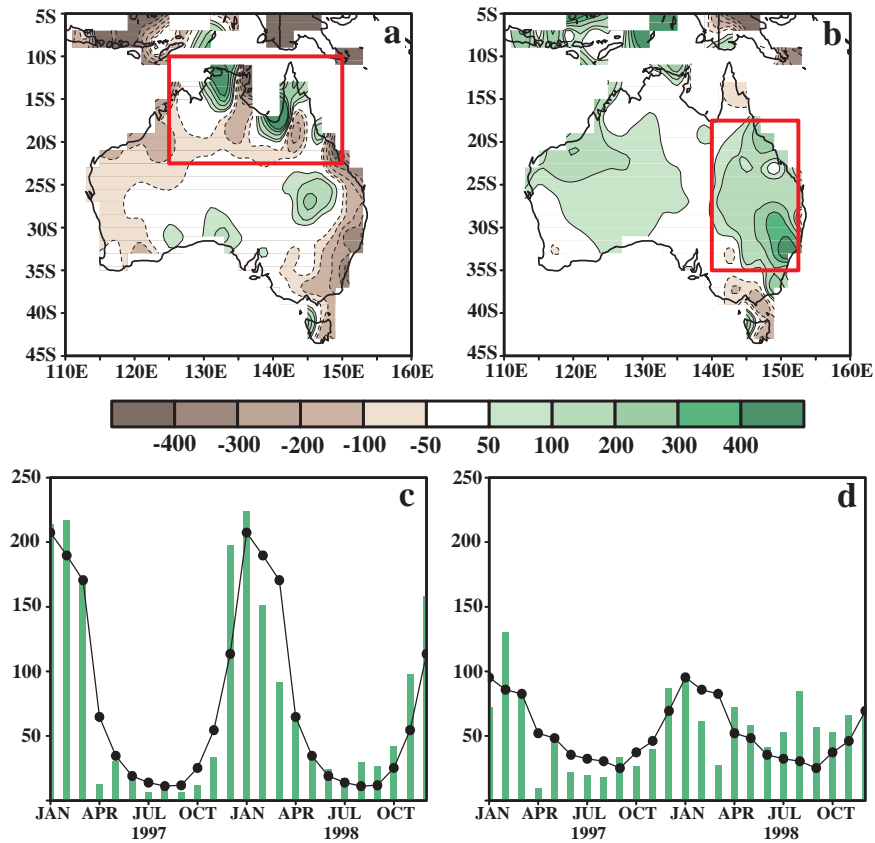 a
5S
10S
15S
20S
25S
30S
35S
40S
45S
110E 120E 130E 140E 150E 160E
b
5S
10S
15S
20S
25S
30S
35S
40S
45S
110E 120E 130E 140E 150E 160E
-400 -300 -200 -100 -50 50 100 200 300 400
c
250
200
150
100
50
JAN APR JUL OCT JAN APR JUL OCT
1997 1998
d
250
200
150
100
50
JAN APR JUL OCT JAN APR JUL OCT
1997 1998